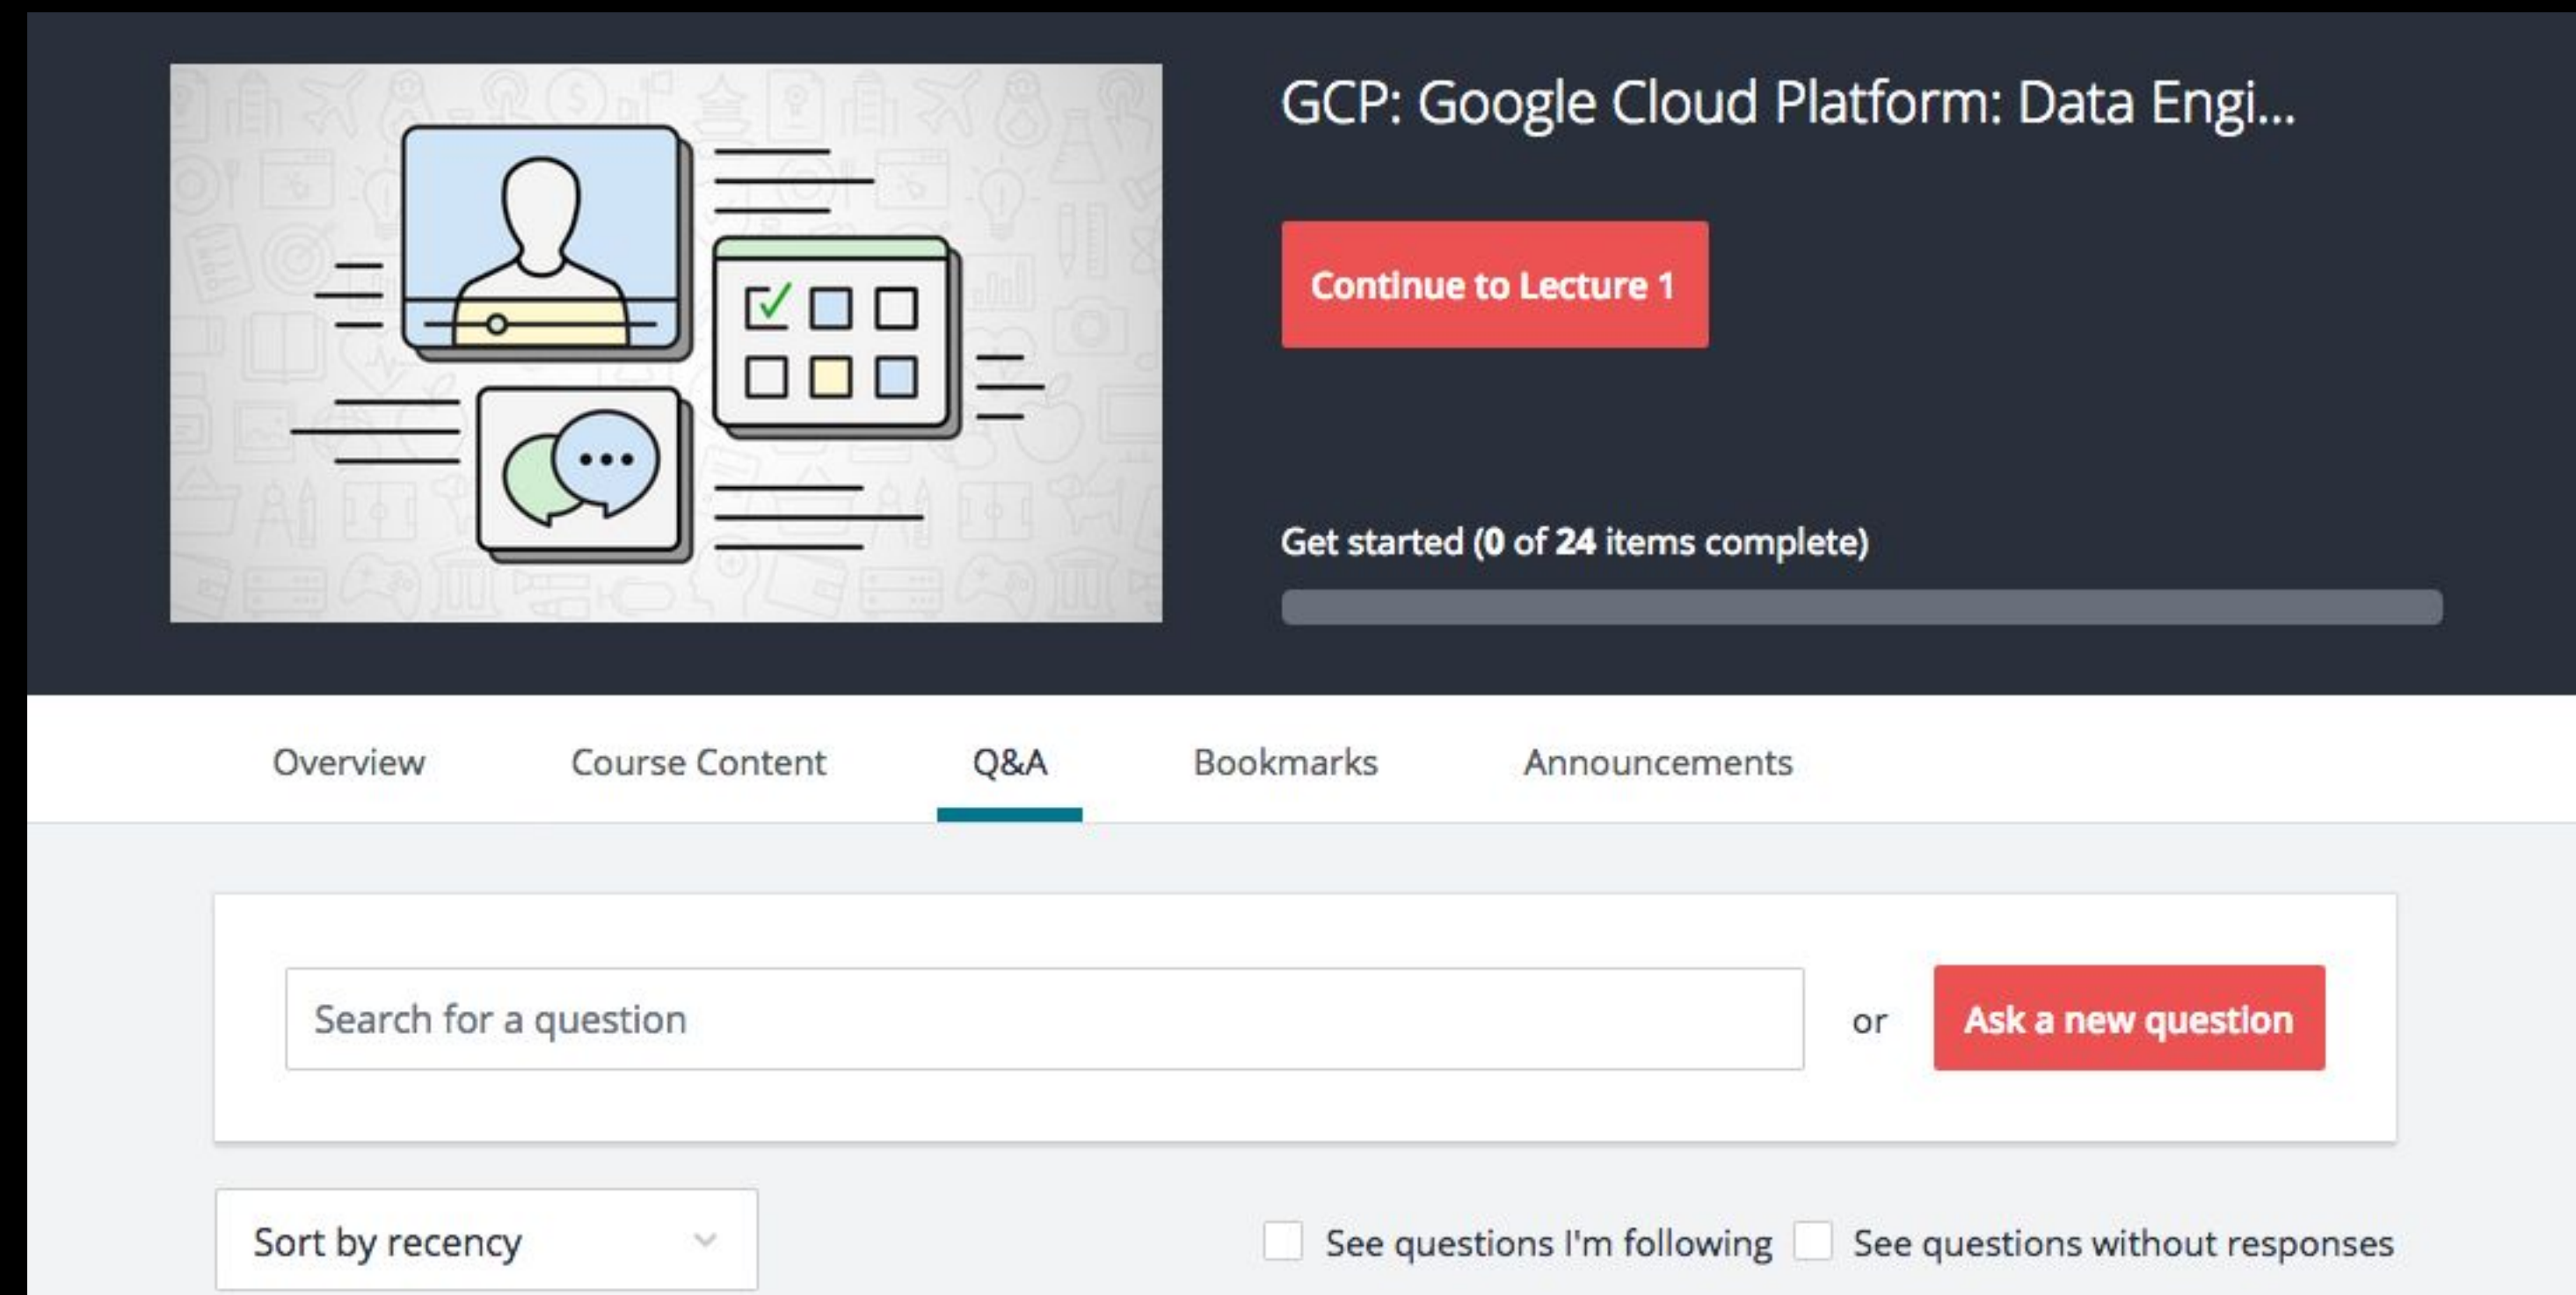 GCP: Google Cloud Platform: Data Engi...
Continue to Lecture 1
Get started (0 of 24 items complete)
Overview Course Content Q&A Bookmarks Announcements
Search for a question or Ask a new question
Sort by recency See questions I'm following See questions without responses